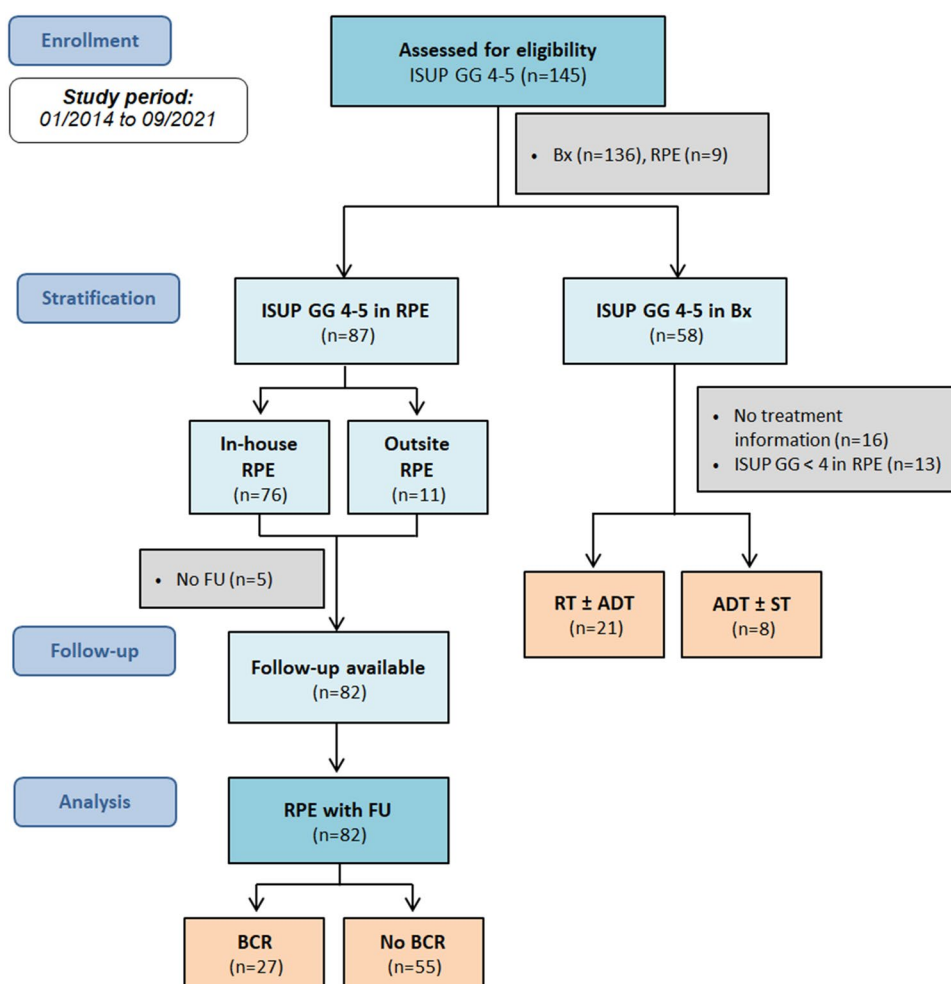 Enrollment
Assessed for eligibility
ISUP GG 4-5 (n=145)
Study period:
01/2014 to 09/2021
• Bx (n=136), RPE (n=9)
Stratification
ISUP GG 4-5 in RPE
(n=87)
ISUP GG 4-5 in Bx
(n=58)
• No treatment
information (n=16)
• ISUP GG < 4 in RPE (n=13)
In-house
RPE
(n=76)
Outsite
RPE
(n=11)
• No FU (n=5)
RT ± ADT
(n=21)
ADT ± ST
(n=8)
Follow-up
Follow-up available
(n=82)
Analysis
RPE with FU
(n=82)
BCR
(n=27)
No BCR
(n=55)